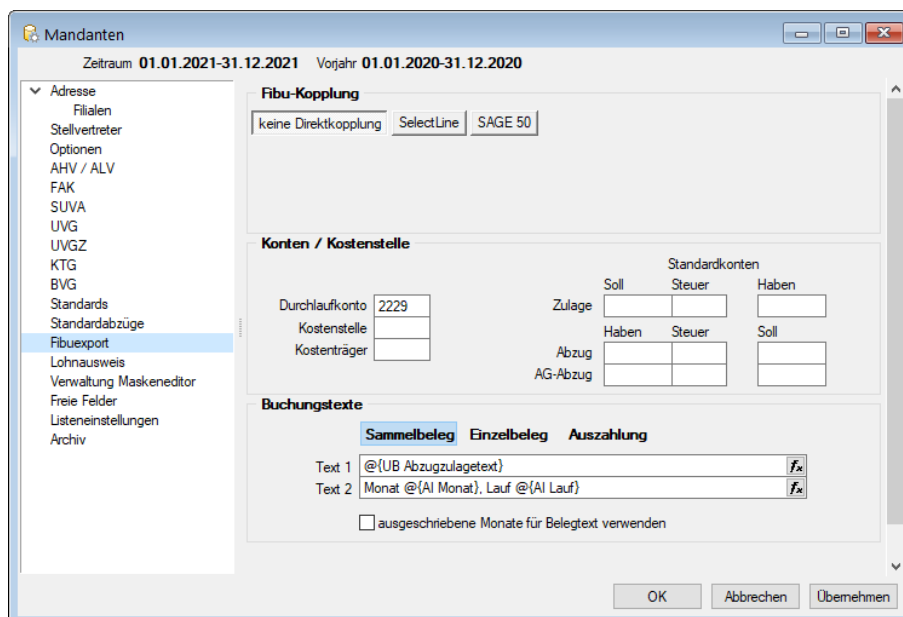 Mandanten
Zeitraum 01.01.2021-31.12.2021 Vorjahr 01.01.2020-31.12.2020
Adresse
Filialen
Stellvertreter
Optionen
AHV / ALV
FAK
SUVA
UVG
UVGZ
KTG
BVG
Standards
Standardabzüge
Fibuexport
Lohnausweis
Verwaltung Maskeneditor
Freie Felder
Listeneinstellungen
Archiv
Fibu-Kopplung
keine Direktkopplung SelectLine SAGE 50
Konten / Kostenstelle
Standardkonten
Soll Steuer Haben
Durchlaufkonto 2229 Zulage
Kostenstelle Haben Steuer Soll
Kostenträger Abzug
AG-Abzug
Buchungstexte
Sammelbeleg Einzelbeleg Auszahlung
Text 1 @{UB Abzugzulagetext} fx
Text 2 Monat @{AI Monat}, Lauf @{AI Lauf} fx
ausgeschriebene Monate für Belegtext verwenden
OK Abbrechen Übernehmen